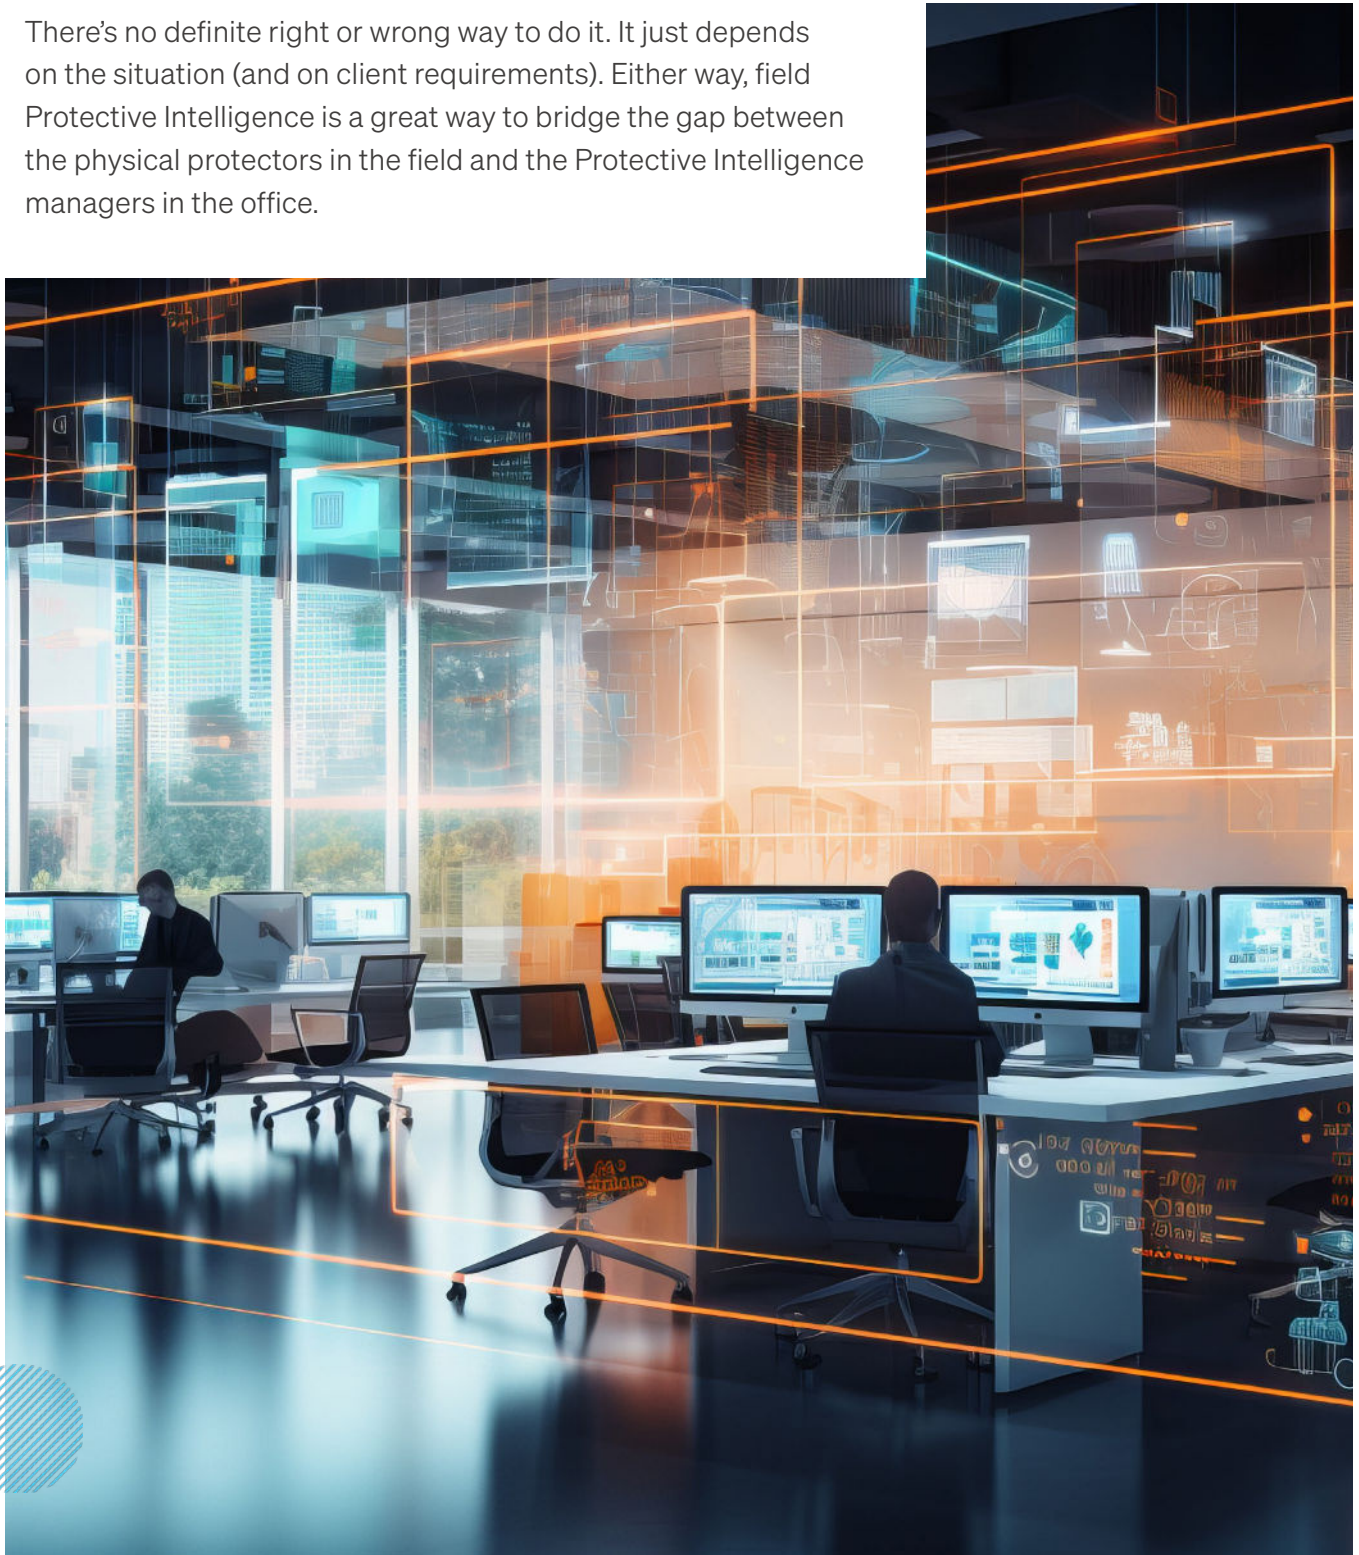 There’s no definite right or wrong way to do it. It just depends
on the situation (and on client requirements). Either way, field
Protective Intelligence is a great way to bridge the gap between
the physical protectors in the field and the Protective Intelligence
managers in the office.